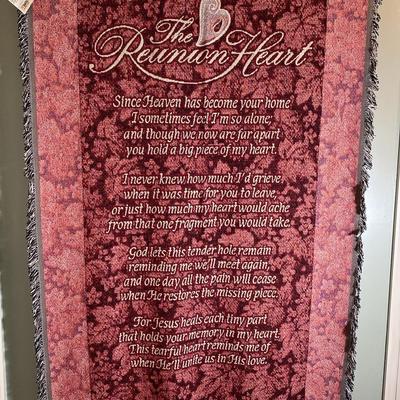 The
Reunion Heart
Since Heaven has become your home
I sometimes feel I'm so alone;
and though we now are far apart
you hold a big piece of my heart.
I never knew how much I'd grieve
when it was time for you to leave,
or just how much my heart would ache
from that one fragment you would take.
God lets this tender hole remain
reminding me we'll meet again,
and one day all the pain will cease
when He restores the missing piece.
For Jesus heals each tiny part
that holds your memory in my heart.
This tearful heart reminds me of
when He'll unite us in His love.